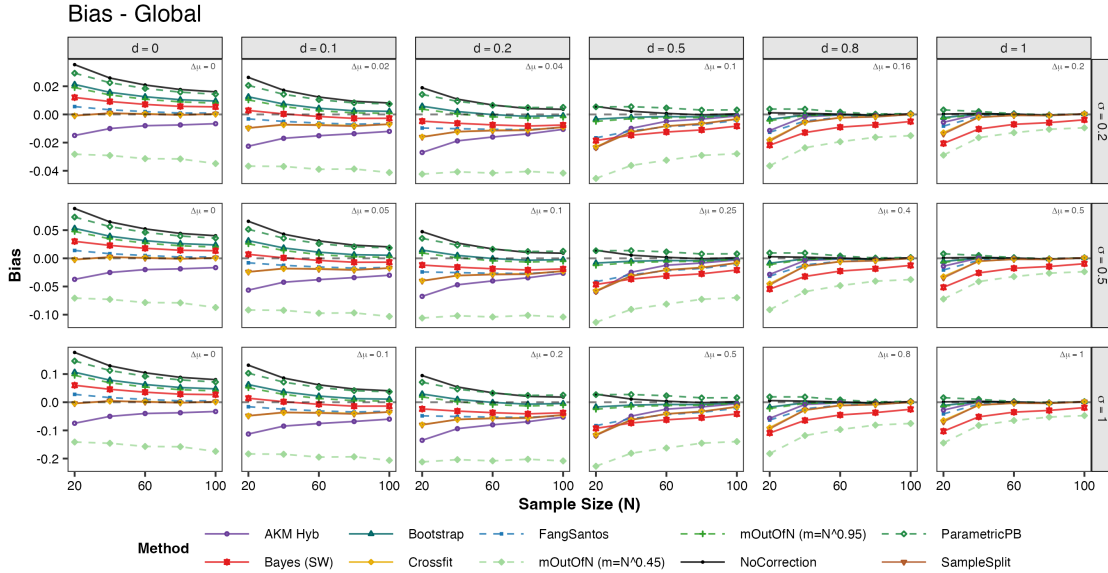 Bias - Global
d = 0 d = 0.1 d = 0.2 d = 0.5 d = 0.8 d = 1
Δμ = 0 Δμ = 0.02 Δμ = 0.04 Δμ = 0.1 Δμ = 0.16 Δμ = 0.2
0.02
0.00
-0.02
-0.04
σ = 0.2
Δμ = 0 Δμ = 0.05 Δμ = 0.1 Δμ = 0.25 Δμ = 0.4 Δμ = 0.5
0.05
0.00
-0.05
-0.10
σ = 0.5
Bias
Δμ = 0 Δμ = 0.1 Δμ = 0.2 Δμ = 0.5 Δμ = 0.8 Δμ = 1
0.1
0.0
-0.1
-0.2
σ = 1
20 60 100 20 60 100 20 60 100 20 60 100 20 60 100 20 60 100
Sample Size (N)
Method
AKM Hyb Bootstrap FangSantos mOutOfN (m=N^0.95) ParametricPB
Bayes (SW) Crossfit mOutOfN (m=N^0.45) NoCorrection SampleSplit